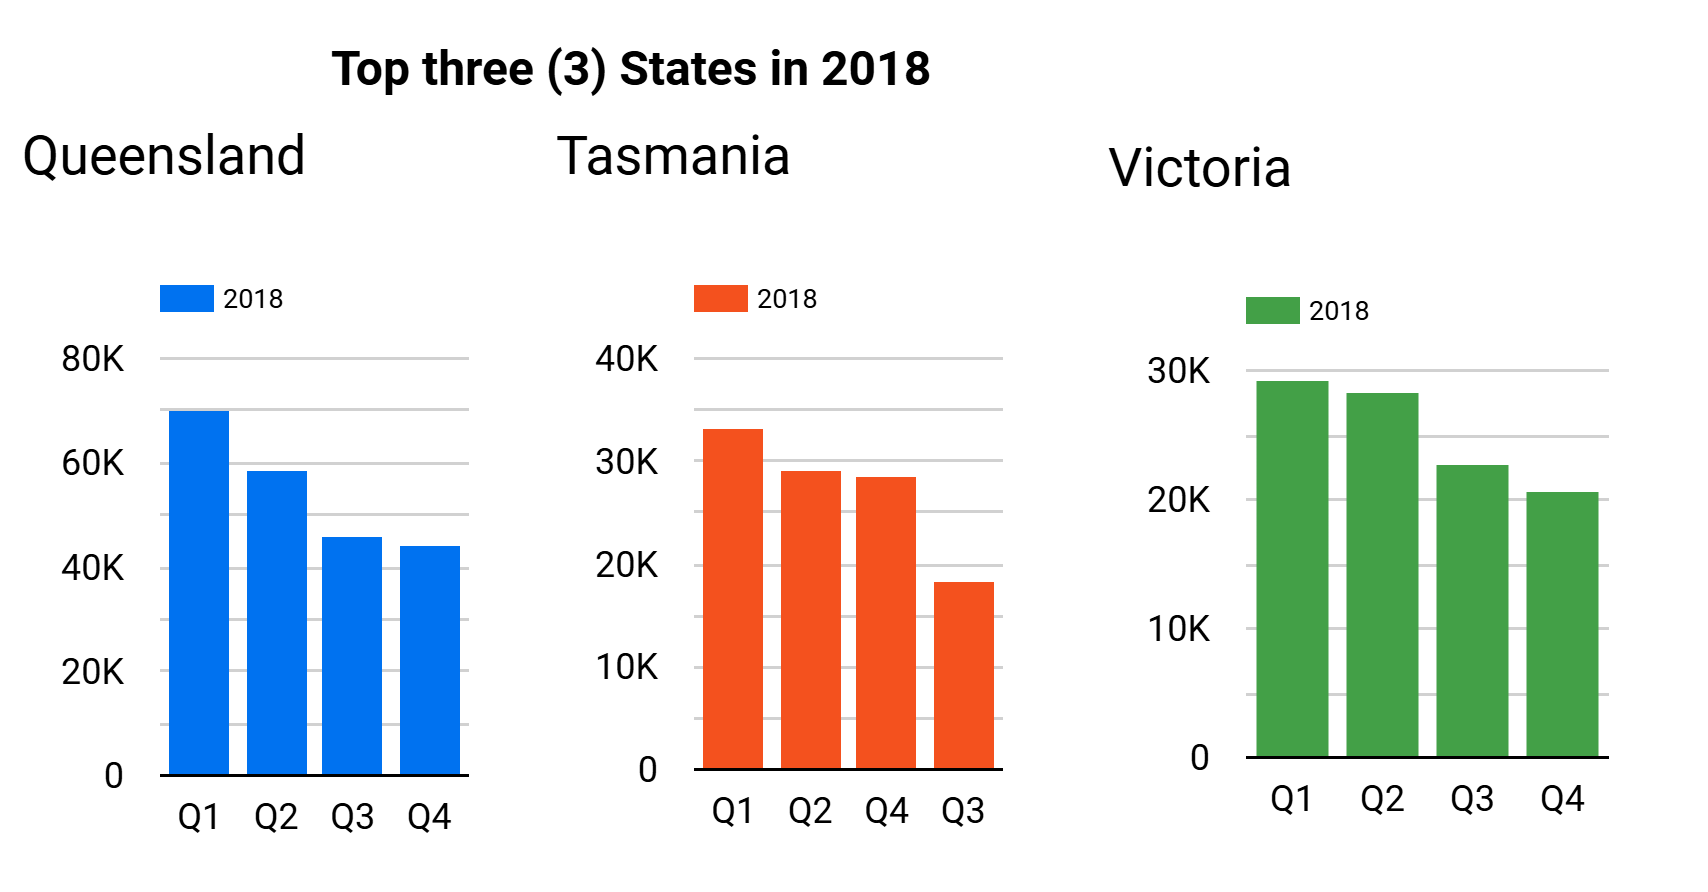 Top three (3) States in 2018
Queensland
2018
80K
60K
40K
20K
0
Q1 Q2 Q3 Q4
Tasmania
2018
40K
30K
20K
10K
0
Q1 Q2 Q4 Q3
Victoria
2018
30K
20K
10K
0
Q1 Q2 Q3 Q4